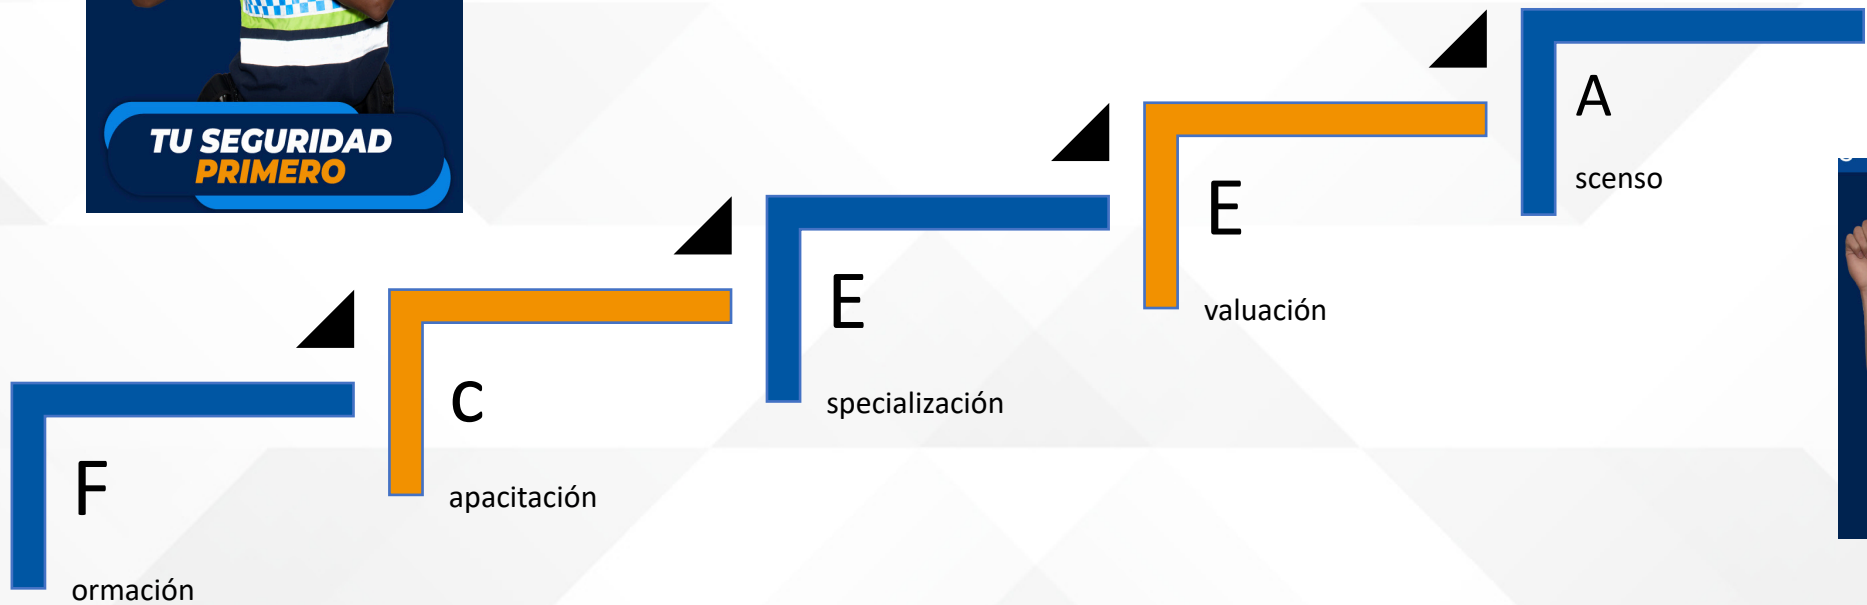 TU SEGURIDAD
PRIMERO
F
ormación
c
apacitación
E
specialización
E
valuación
A
scenso